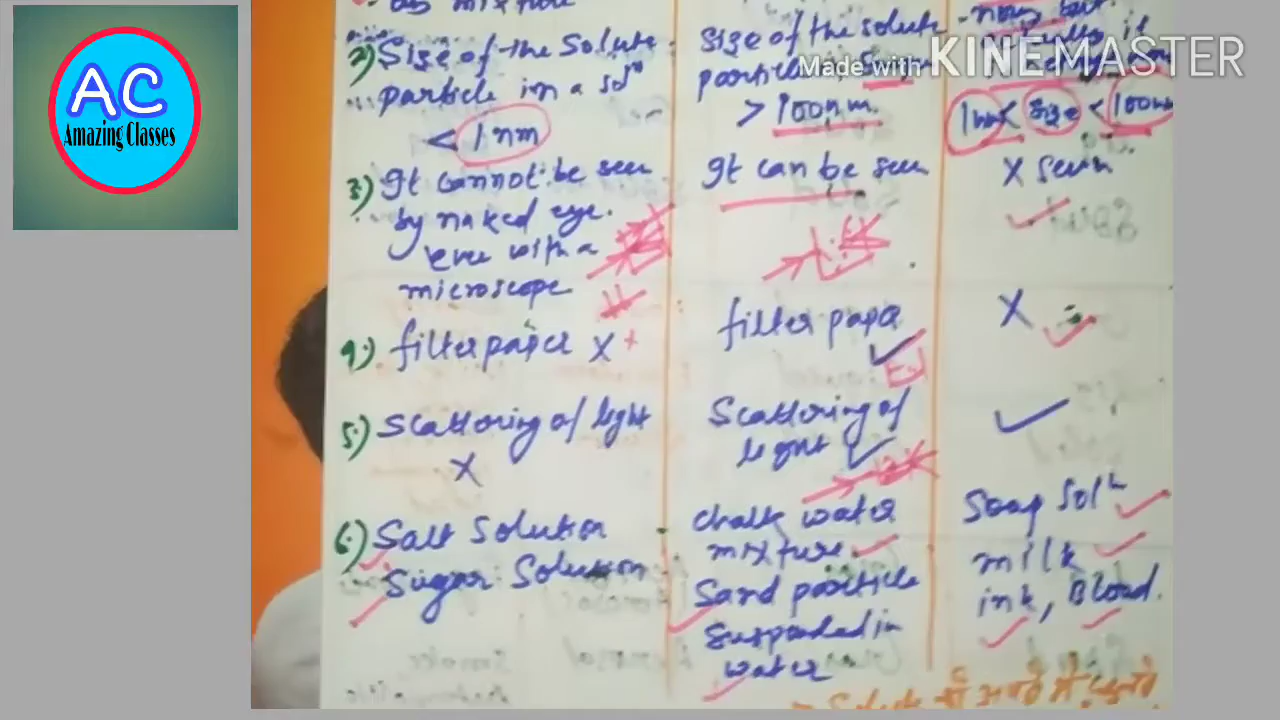 AC
Amazing Classes
Made with KINEMASTER
2) Size of the Solute
particle in a solⁿ
< 1 nm
3) It cannot be seen
by naked eye.
even with a
microscope
4.) filter paper X
5.) Scattering of light
X
6.) Salt Solution
Sugar Solution
Size of the solute
particle
> 100nm.
It can be seen
filter paper ✓
Scattering of
light ✓
chalk water
mixture
Sand particle
Suspended in
water
1nm < size < 100nm
X seen
X
✓
Soap Solⁿ
milk
ink, Blood.